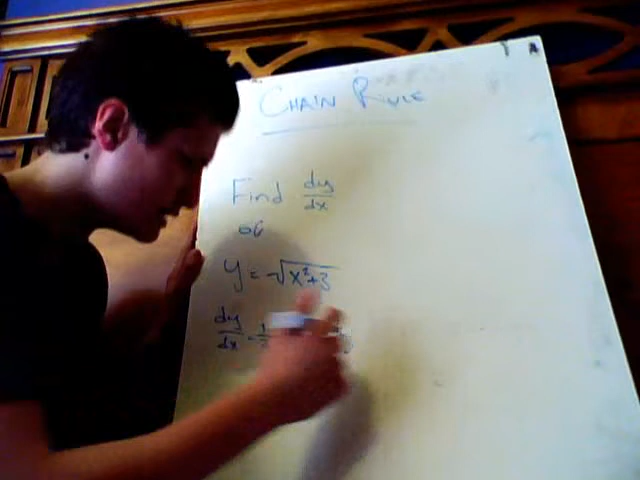 CHAIN RULE
Find dy/dx
of
y = √x²+3
dy/dx =